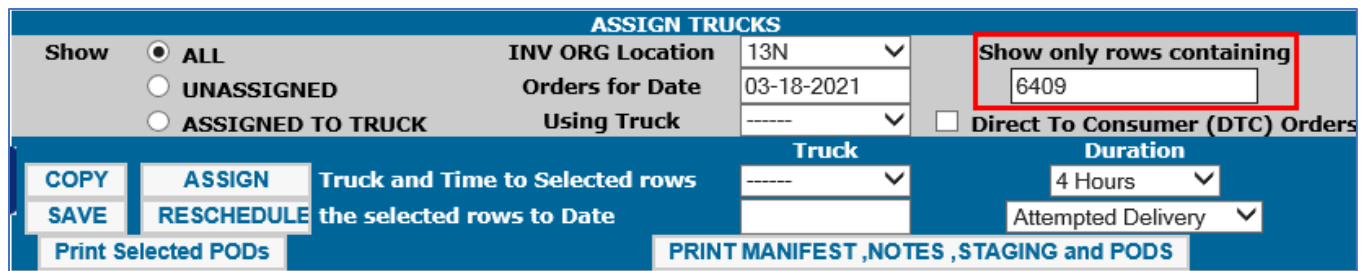 ASSIGN TRUCKS
Show ALL INV ORG Location 13N Show only rows containing
UNASSIGNED Orders for Date 03-18-2021 6409
ASSIGNED TO TRUCK Using Truck ------ Direct To Consumer (DTC) Orders
Truck Duration
COPY ASSIGN Truck and Time to Selected rows ------ 4 Hours
SAVE RESCHEDULE the selected rows to Date Attempted Delivery
Print Selected PODs PRINT MANIFEST ,NOTES ,STAGING and PODS